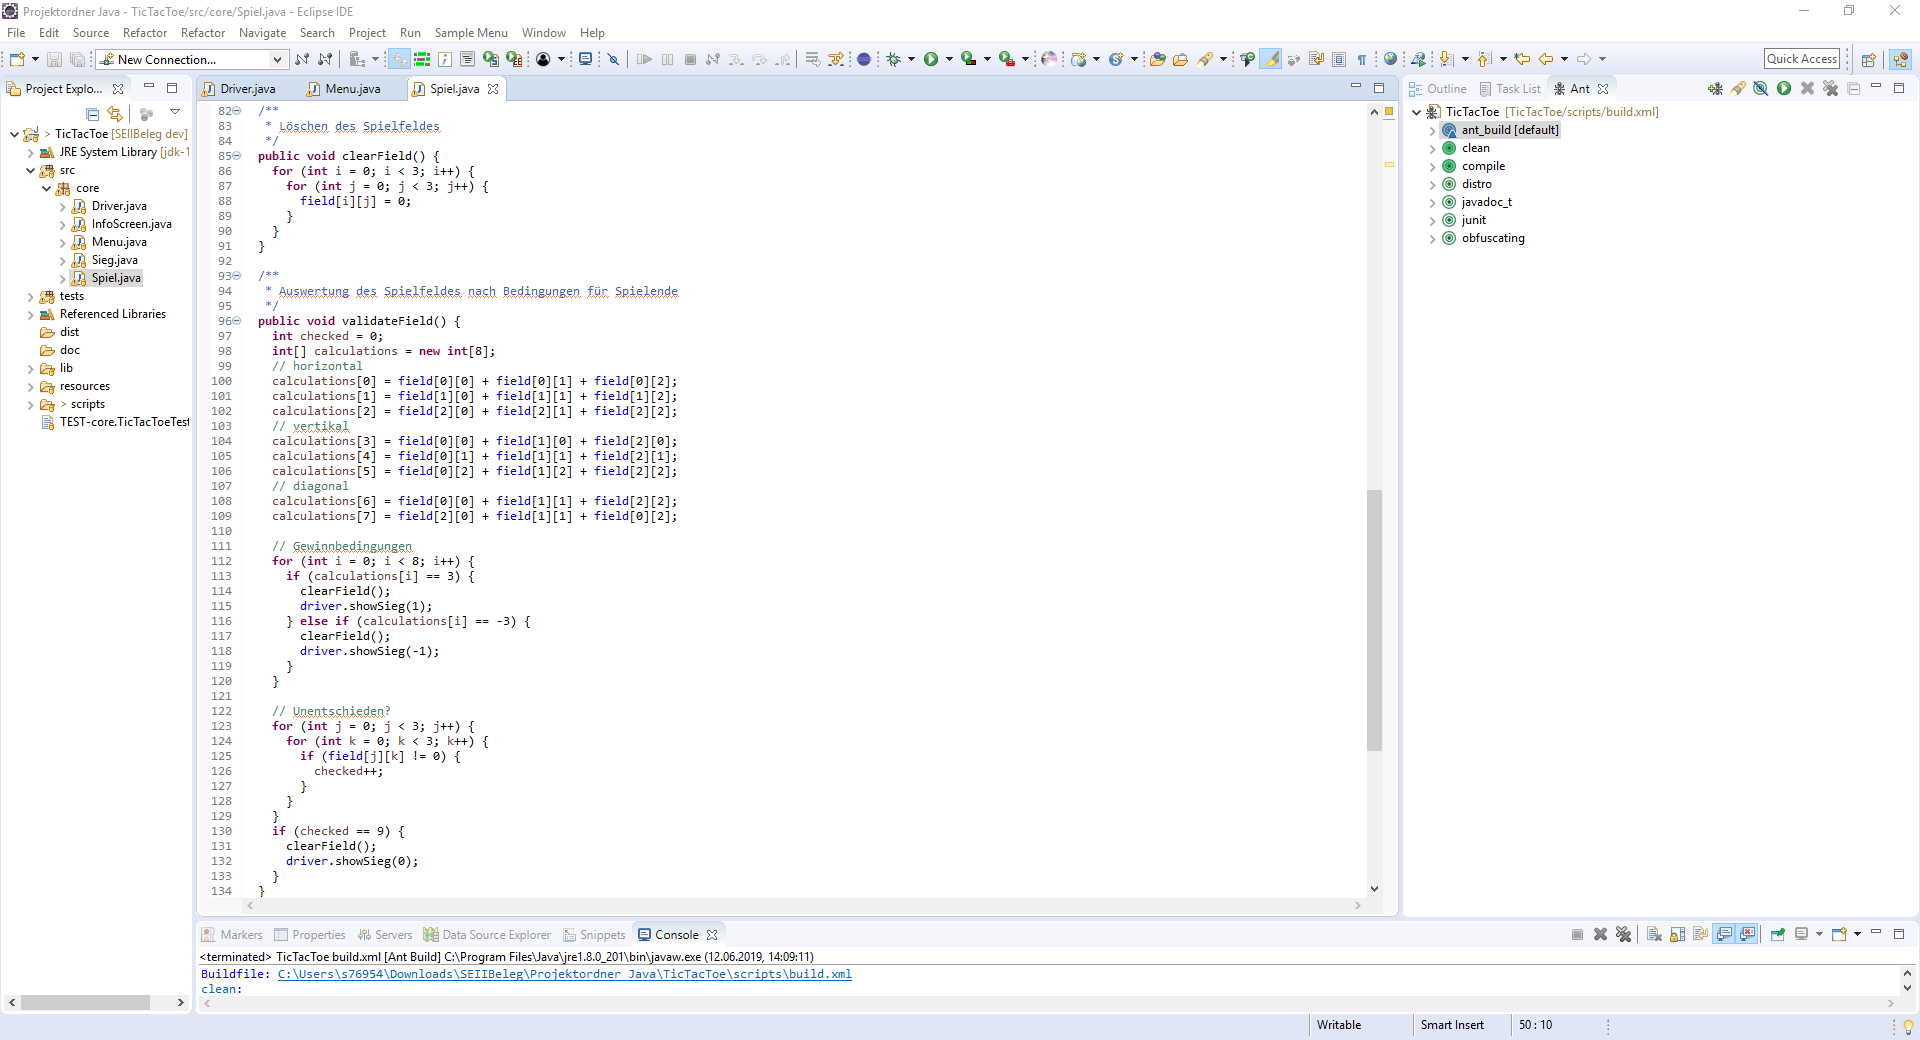 Projektordner Java - TicTacToe/src/core/Spiel.java - Eclipse IDE
File Edit Source Refactor Refactor Navigate Search Project Run Sample Menu Window Help
New Connection...
Quick Access
Project Explo...
TicTacToe [SEIIBeleg dev]
JRE System Library [jdk-1
src
core
Driver.java
InfoScreen.java
Menu.java
Sieg.java
Spiel.java
tests
Referenced Libraries
dist
doc
lib
resources
> scripts
TEST-core.TicTacToeTest
Driver.java Menu.java Spiel.java
82 /**
83 * Löschen des Spielfeldes
84 */
85 public void clearField() {
86 for (int i = 0; i < 3; i++) {
87 for (int j = 0; j < 3; j++) {
88 field[i][j] = 0;
89 }
90 }
91 }
92
93 /**
94 * Auswertung des Spielfeldes nach Bedingungen für Spielende
95 */
96 public void validateField() {
97 int checked = 0;
98 int[] calculations = new int[8];
99 // horizontal
100 calculations[0] = field[0][0] + field[0][1] + field[0][2];
101 calculations[1] = field[1][0] + field[1][1] + field[1][2];
102 calculations[2] = field[2][0] + field[2][1] + field[2][2];
103 // vertikal
104 calculations[3] = field[0][0] + field[1][0] + field[2][0];
105 calculations[4] = field[0][1] + field[1][1] + field[2][1];
106 calculations[5] = field[0][2] + field[1][2] + field[2][2];
107 // diagonal
108 calculations[6] = field[0][0] + field[1][1] + field[2][2];
109 calculations[7] = field[2][0] + field[1][1] + field[0][2];
110
111 // Gewinnbedingungen
112 for (int i = 0; i < 8; i++) {
113 if (calculations[i] == 3) {
114 clearField();
115 driver.showSieg(1);
116 } else if (calculations[i] == -3) {
117 clearField();
118 driver.showSieg(-1);
119 }
120 }
121
122 // Unentschieden?
123 for (int j = 0; j < 3; j++) {
124 for (int k = 0; k < 3; k++) {
125 if (field[j][k] != 0) {
126 checked++;
127 }
128 }
129 }
130 if (checked == 9) {
131 clearField();
132 driver.showSieg(0);
133 }
134 }
Outline Task List Ant
TicTacToe [TicTacToe/scripts/build.xml]
ant_build [default]
clean
compile
distro
javadoc_t
junit
obfuscating
Markers Properties Servers Data Source Explorer Snippets Console
<terminated> TicTacToe build.xml [Ant Build] C:\Program Files\Java\jre1.8.0_201\bin\javaw.exe (12.06.2019, 14:09:11)
Buildfile: C:\Users\s76954\Downloads\SEIIBeleg\Projektordner Java\TicTacToe\scripts\build.xml
clean:
Writable Smart Insert 50 : 10